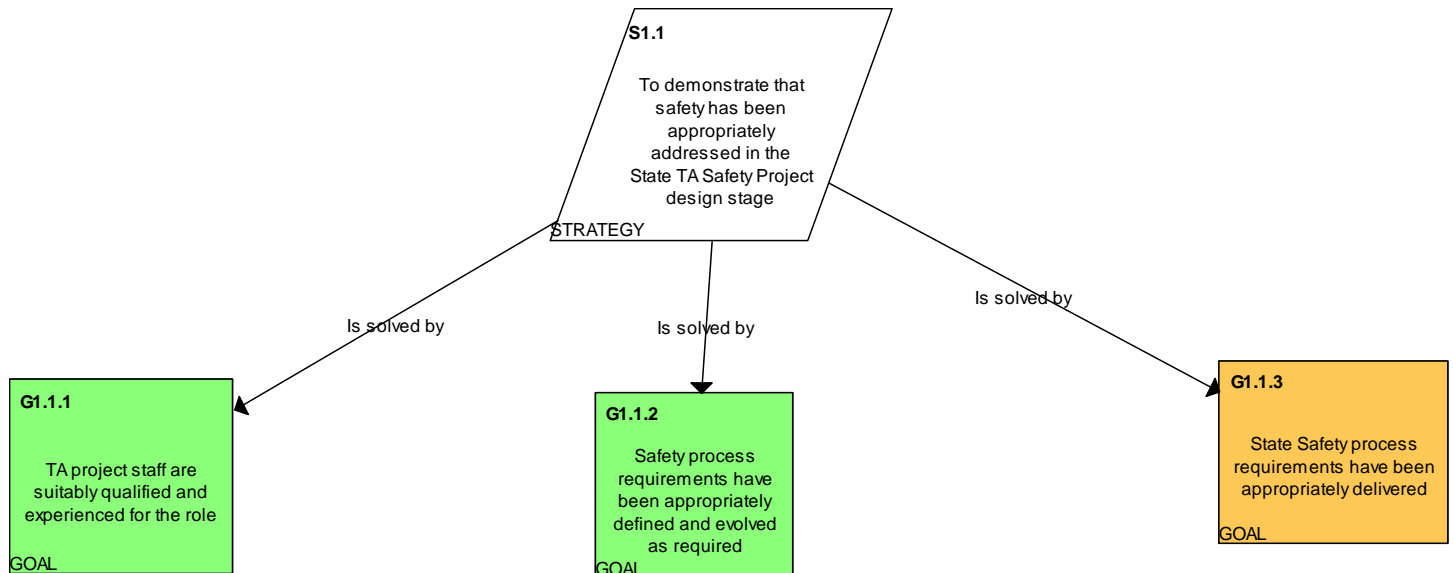 S1.1
To demonstrate that
safety has been
appropriately
addressed in the
State TA Safety Project
design stage
STRATEGY
Is solved by
Is solved by
Is solved by
G1.1.1
TA project staff are
suitably qualified and
experienced for the role
GOAL
G1.1.2
Safety process
requirements have
been appropriately
defined and evolved
as required
GOAL
G1.1.3
State Safety process
requirements have been
appropriately delivered
GOAL